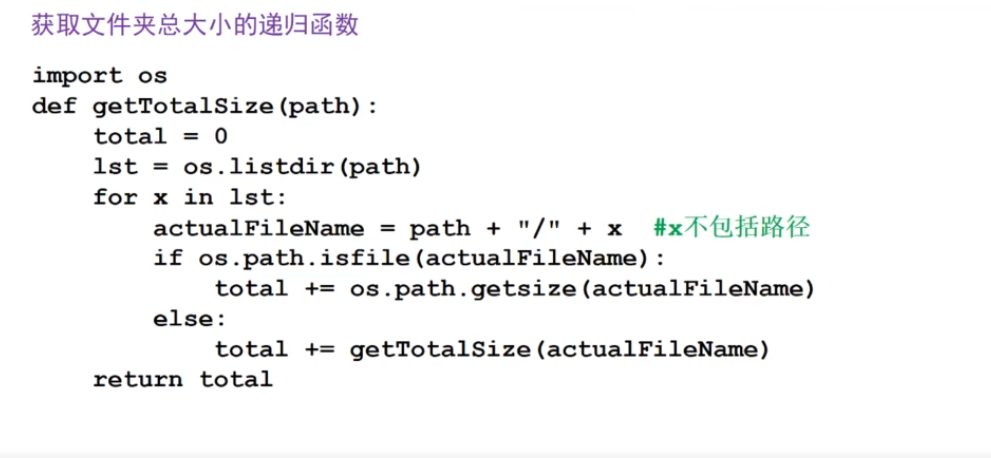 获取文件夹总大小的递归函数
import os
def getTotalSize(path):
    total = 0
    lst = os.listdir(path)
    for x in lst:
        actualFileName = path + "/" + x  #x不包括路径
        if os.path.isfile(actualFileName):
            total += os.path.getsize(actualFileName)
        else:
            total += getTotalSize(actualFileName)
    return total